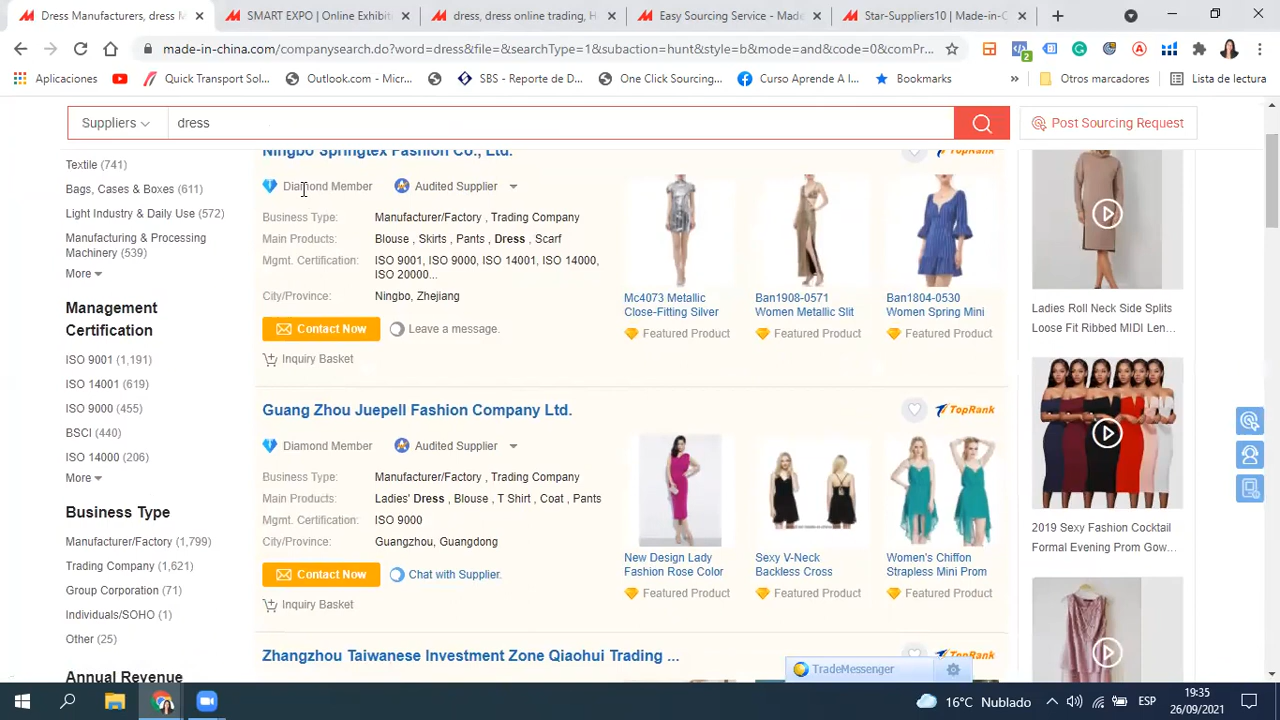 Dress Manufacturers, dress M
SMART EXPO | Online Exhibit
dress, dress online trading, H
Easy Sourcing Service - Made
Star-Suppliers10 | Made-in-C
made-in-china.com/companysearch.do?word=dress&file=&searchType=1&subaction=hunt&style=b&mode=and&code=0&comPr...
2
Aplicaciones
Quick Transport Sol...
Outlook.com - Micr...
SBS - Reporte de D...
One Click Sourcing...
Curso Aprende A I...
Bookmarks
»
Otros marcadores
Lista de lectura
Suppliers
dress
Post Sourcing Request
Textile (741)
Bags, Cases & Boxes (611)
Light Industry & Daily Use (572)
Manufacturing & Processing
Machinery (539)
More
Management
Certification
ISO 9001 (1,191)
ISO 14001 (619)
ISO 9000 (455)
BSCI (440)
ISO 14000 (206)
More
Business Type
Manufacturer/Factory (1,799)
Trading Company (1,621)
Group Corporation (71)
Individuals/SOHO (1)
Other (25)
Annual Revenue
Ningbo Springtex Fashion Co., Ltd.
TopRank
Diamond Member
Audited Supplier
Business Type: Manufacturer/Factory , Trading Company
Main Products: Blouse , Skirts , Pants , Dress , Scarf
Mgmt. Certification: ISO 9001, ISO 9000, ISO 14001, ISO 14000,
ISO 20000...
City/Province: Ningbo, Zhejiang
Contact Now
Leave a message.
Inquiry Basket
Mc4073 Metallic
Close-Fitting Silver
Featured Product
Ban1908-0571
Women Metallic Slit
Featured Product
Ban1804-0530
Women Spring Mini
Featured Product
Guang Zhou Juepell Fashion Company Ltd.
TopRank
Diamond Member
Audited Supplier
Business Type: Manufacturer/Factory , Trading Company
Main Products: Ladies' Dress , Blouse , T Shirt , Coat , Pants
Mgmt. Certification: ISO 9000
City/Province: Guangzhou, Guangdong
Contact Now
Chat with Supplier.
Inquiry Basket
New Design Lady
Fashion Rose Color
Featured Product
Sexy V-Neck
Backless Cross
Featured Product
Women's Chiffon
Strapless Mini Prom
Featured Product
Zhangzhou Taiwanese Investment Zone Qiaohui Trading ...
TopRank
Ladies Roll Neck Side Splits
Loose Fit Ribbed MIDI Len...
2019 Sexy Fashion Cocktail
Formal Evening Prom Gow...
TradeMessenger
16°C Nublado
ESP
19:35
26/09/2021